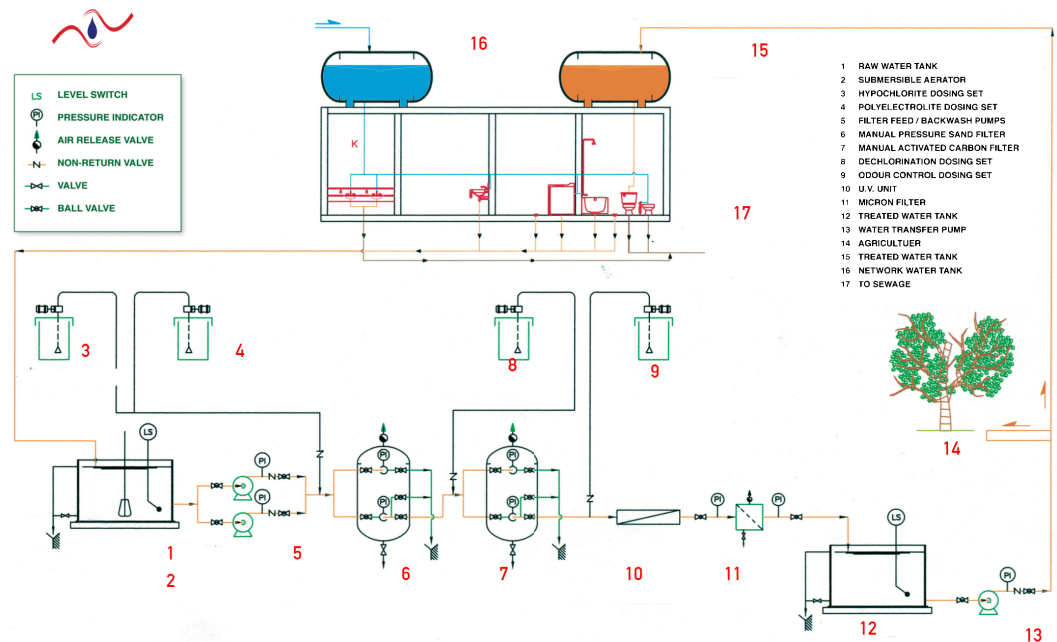 16
15
LS LEVEL SWITCH
PI PRESSURE INDICATOR
AIR RELEASE VALVE
NON-RETURN VALVE
VALVE
BALL VALVE
K
1 RAW WATER TANK
2 SUBMERSIBLE AERATOR
3 HYPOCHLORITE DOSING SET
4 POLYELECTROLITE DOSING SET
5 FILTER FEED / BACKWASH PUMPS
6 MANUAL PRESSURE SAND FILTER
7 MANUAL ACTIVATED CARBON FILTER
8 DECHLORINATION DOSING SET
9 ODOUR CONTROL DOSING SET
10 U.V. UNIT
11 MICRON FILTER
12 TREATED WATER TANK
13 WATER TRANSFER PUMP
14 AGRICULTUER
15 TREATED WATER TANK
16 NETWORK WATER TANK
17 TO SEWAGE
17
3
4
8
9
14
LS
PI
PI
PI
PI
PI
PI
PI
PI
LS
PI
1
2
5
6
7
10
11
12
13